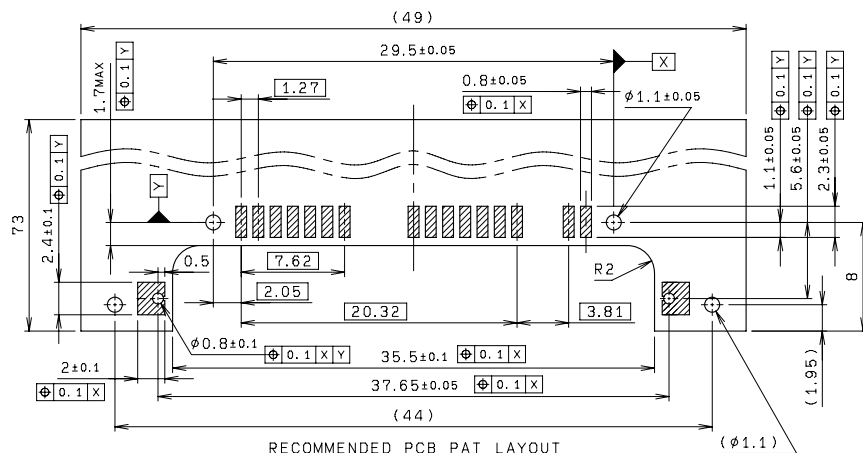 (49)
29.5±0.05
X
1.7MAX
⌖ 0.1 Y
1.27
0.8±0.05
⌖ 0.1 X
φ1.1±0.05
⌖ 0.1 Y
⌖ 0.1 Y
⌖ 0.1 Y
1.1±0.05
5.6±0.05
2.3±0.05
⌖ 0.1 Y
2.4±0.1
Y
73
0.5
7.62
R2
8
2.05
20.32
3.81
φ0.8±0.1
⌖ 0.1 X Y
35.5±0.1
⌖ 0.1 X
2±0.1
⌖ 0.1 X
37.65±0.05
⌖ 0.1 X
(1.95)
(44)
(φ1.1)
RECOMMENDED PCB PAT LAYOUT